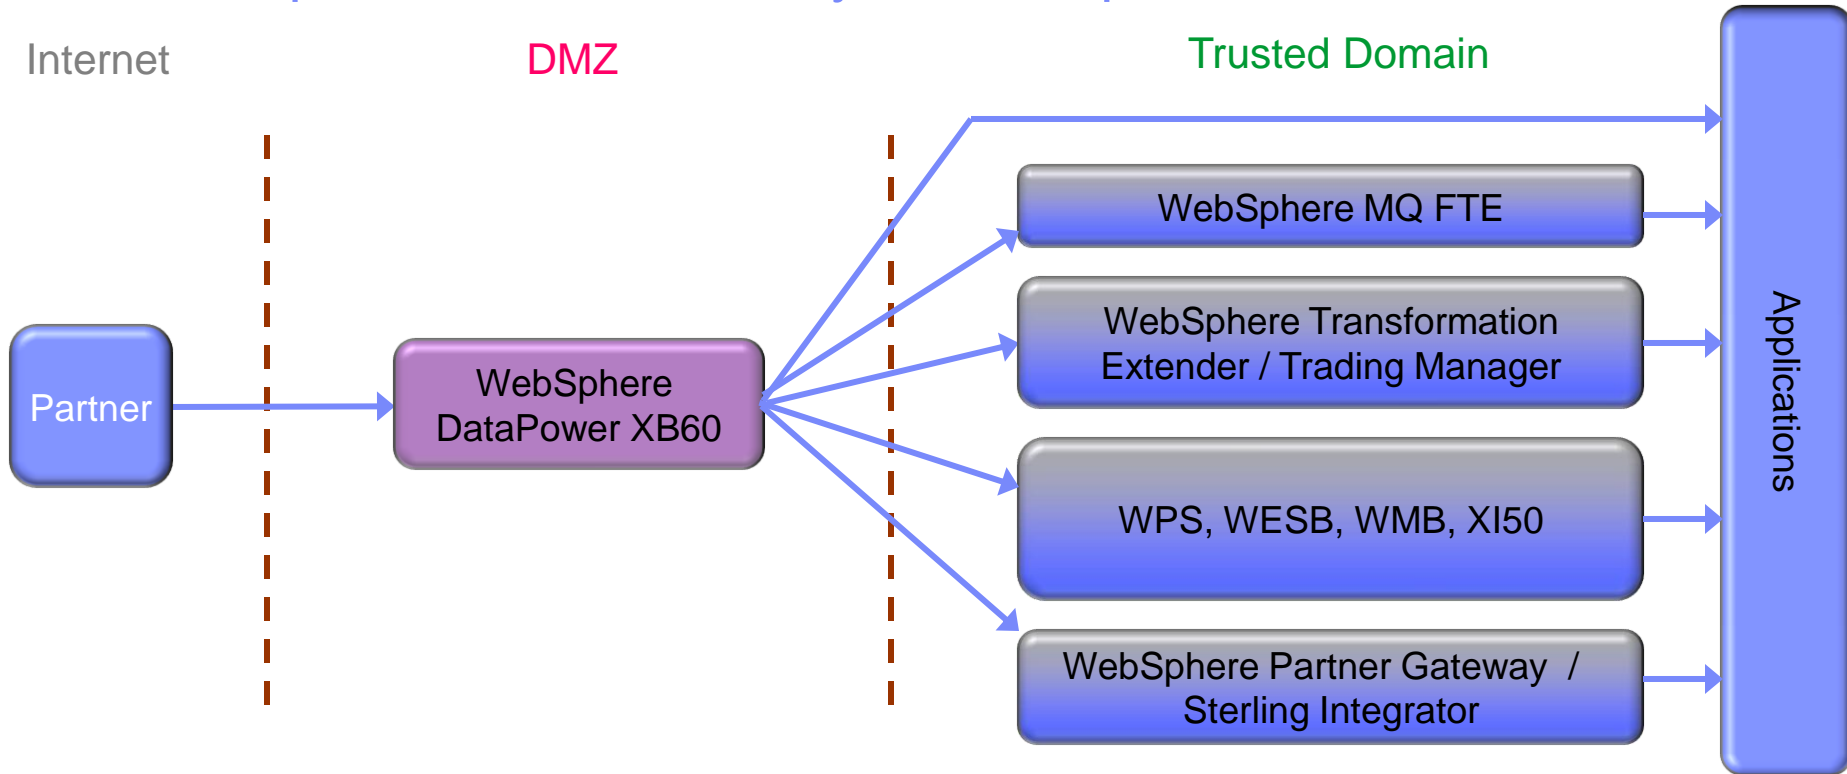 Internet
DMZ
Trusted Domain
WebSphere MQ FTE
WebSphere Transformation
Extender / Trading Manager
Partner
WebSphere
DataPower XB60
WPS, WESB, WMB, XI50
WebSphere Partner Gateway /
Sterling Integrator
Applications